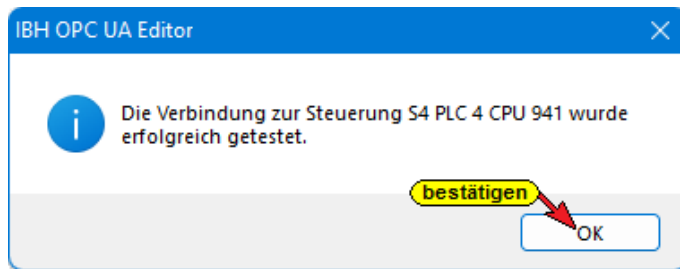 IBH OPC UA Editor
Die Verbindung zur Steuerung S4 PLC 4 CPU 941 wurde
erfolgreich getestet.
bestätigen
OK